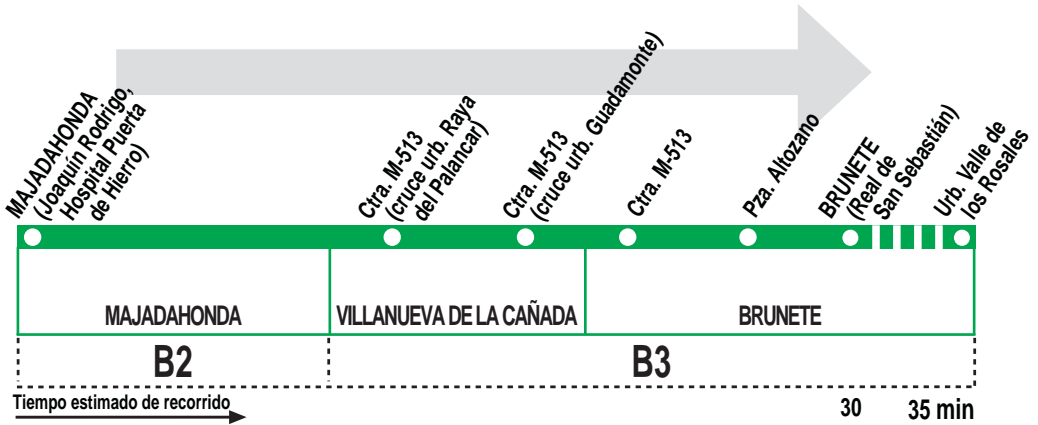 MAJADAHONDA
(Joaquín Rodrigo,
Hospital Puerta
de Hierro)
Ctra. M-513
(cruce urb. Raya
del Palancar)
Ctra. M-513
(cruce urb. Guadamonte)
Ctra. M-513
Pza. Altozano
BRUNETE
(Real de
San Sebastián)
Urb. Valle de
los Rosales
MAJADAHONDA
VILLANUEVA DE LA CAÑADA
BRUNETE
B2
B3
Tiempo estimado de recorrido
30
35 min